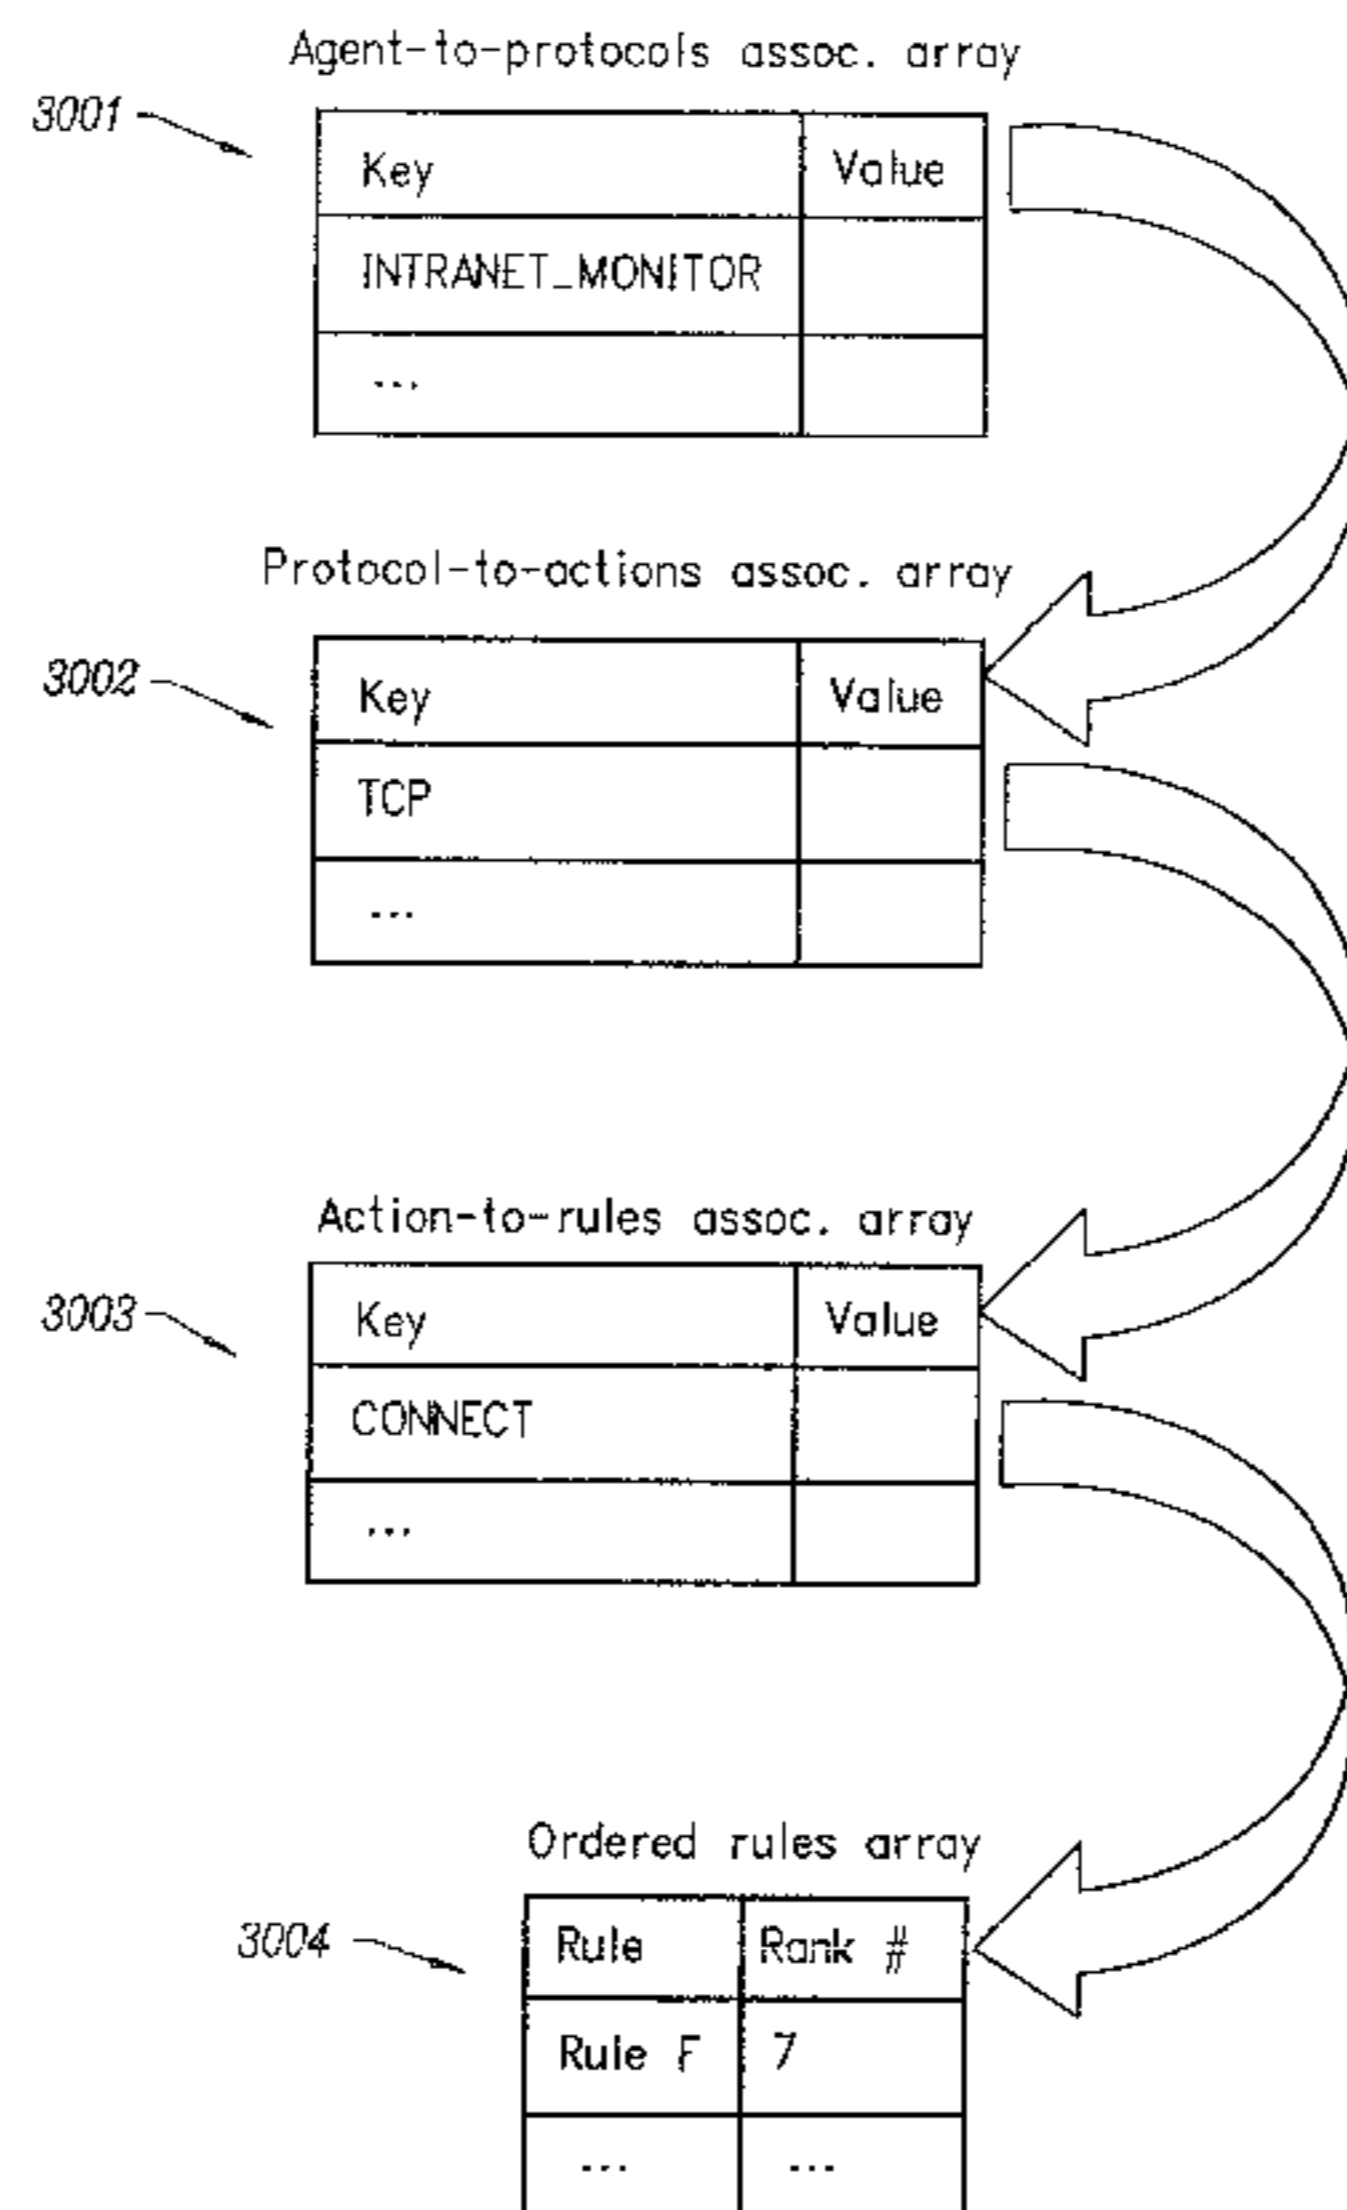 Agent-to-protocols assoc. array
3001
Key Value
INTRANET_MONITOR
...
Protocol-to-actions assoc. array
3002
Key Value
TCP
...
Action-to-rules assoc. array
3003
Key Value
CONNECT
...
Ordered rules array
3004
Rule Rank #
Rule F 7
... ...